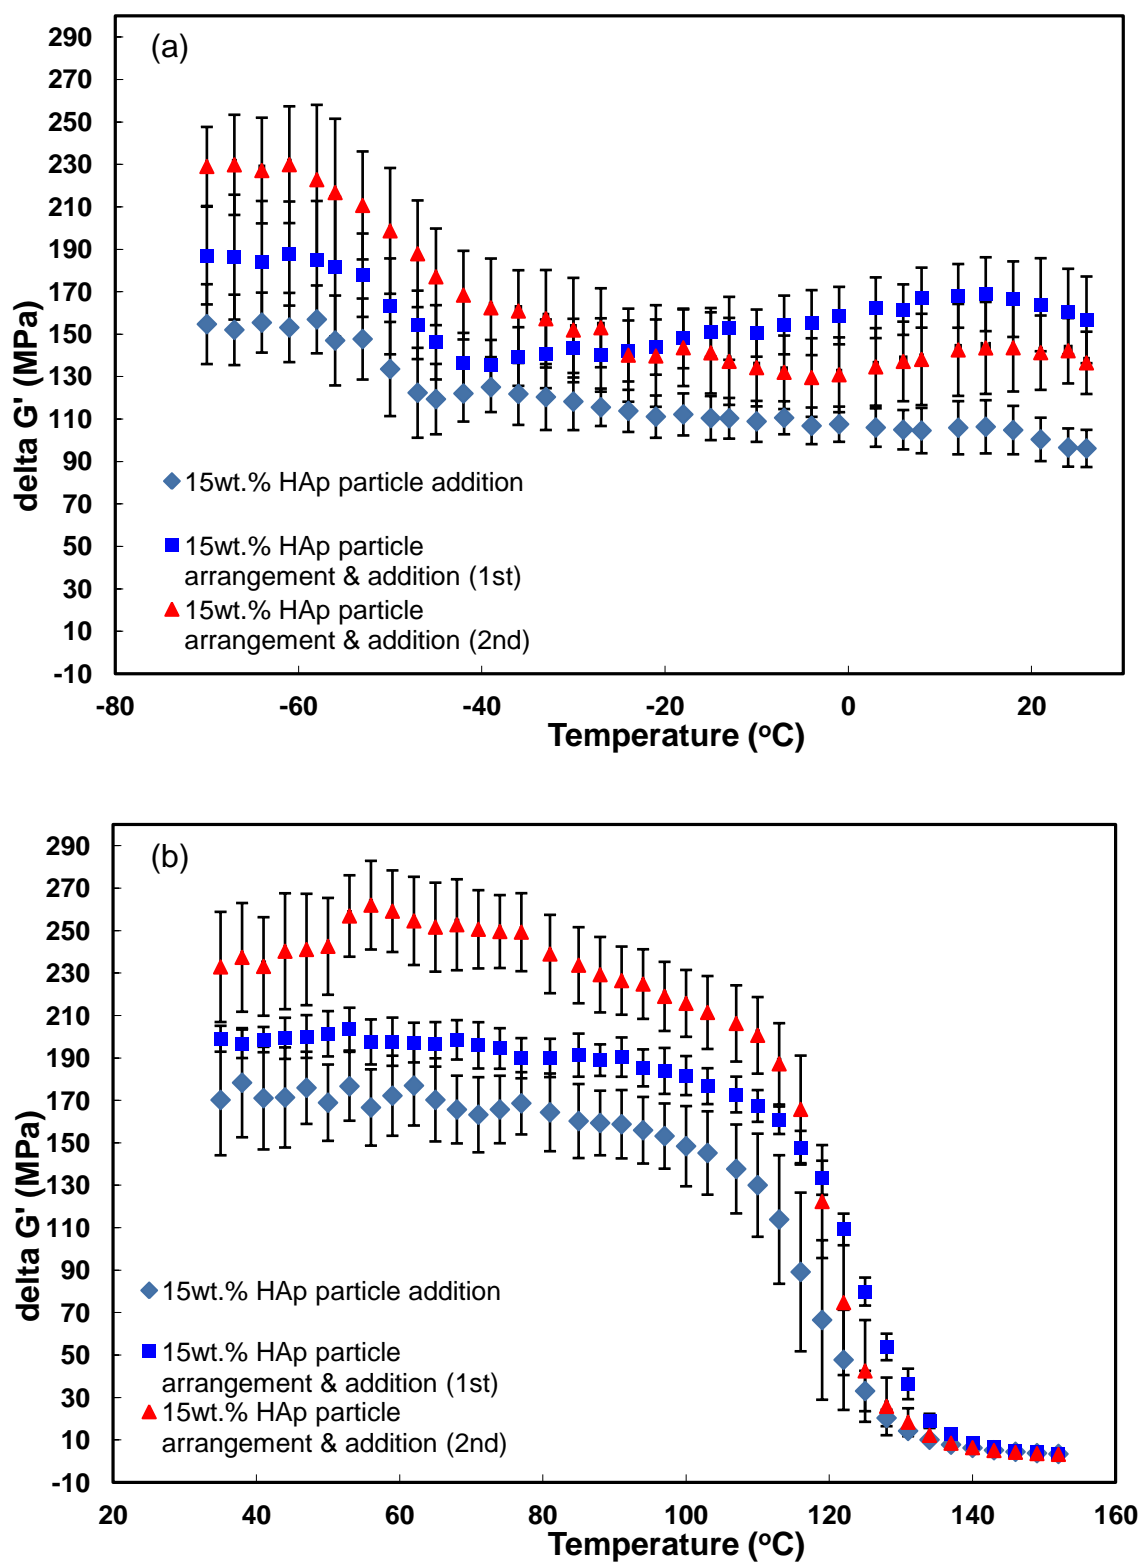 (a)
290
270
250
230
210
190
170
150
130
110
90
70
50
30
10
-10
delta G' (MPa)
15wt.% HAp particle addition
15wt.% HAp particle
arrangement & addition (1st)
15wt.% HAp particle
arrangement & addition (2nd)
-80 -60 -40 -20 0 20
Temperature (oC)
(b)
290
270
250
230
210
190
170
150
130
110
90
70
50
30
10
-10
delta G' (MPa)
15wt.% HAp particle addition
15wt.% HAp particle
arrangement & addition (1st)
15wt.% HAp particle
arrangement & addition (2nd)
20 40 60 80 100 120 140 160
Temperature (oC)